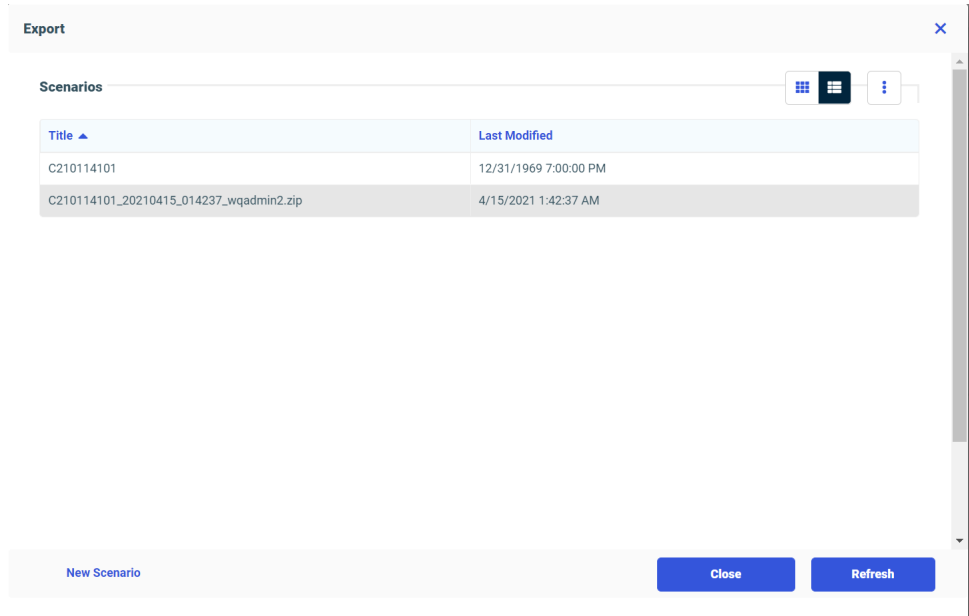 Export
Scenarios
Title Last Modified
C210114101 12/31/1969 7:00:00 PM
C210114101_20210415_014237_wqadmin2.zip 4/15/2021 1:42:37 AM
New Scenario Close Refresh